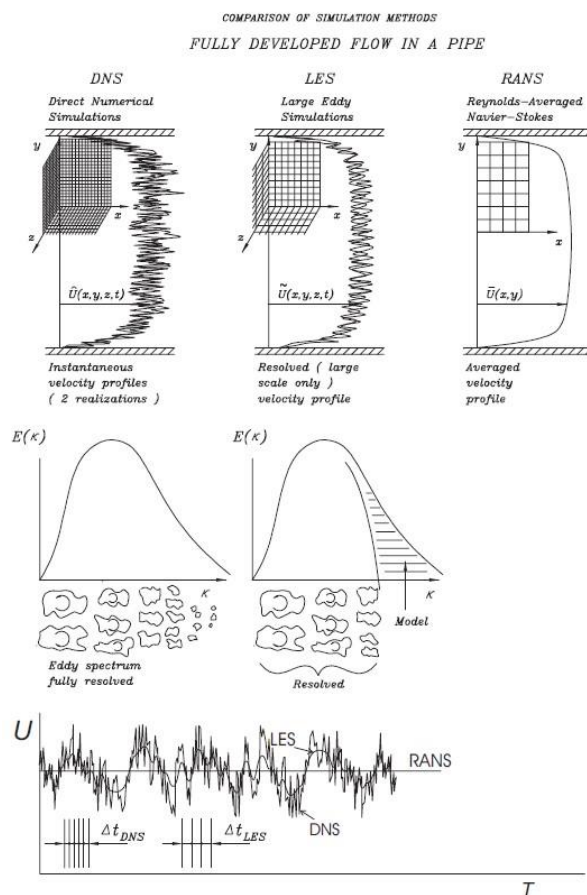 COMPARISON OF SIMULATION METHODS
FULLY DEVELOPED FLOW IN A PIPE
DNS
Direct Numerical
Simulations
y
x
z
Û(x,y,z,t)
Instantaneous
velocity profiles
( 2 realizations )
LES
Large Eddy
Simulations
y
x
z
Ũ(x,y,z,t)
Resolved ( large
scale only )
velocity profile
RANS
Reynolds-Averaged
Navier-Stokes
y
x
Ū(x,y)
Averaged
velocity
profile
E(κ)
κ
Eddy spectrum
fully resolved
E(κ)
κ
Model
Resolved
U
LES
RANS
DNS
Δt_DNS
Δt_LES
T